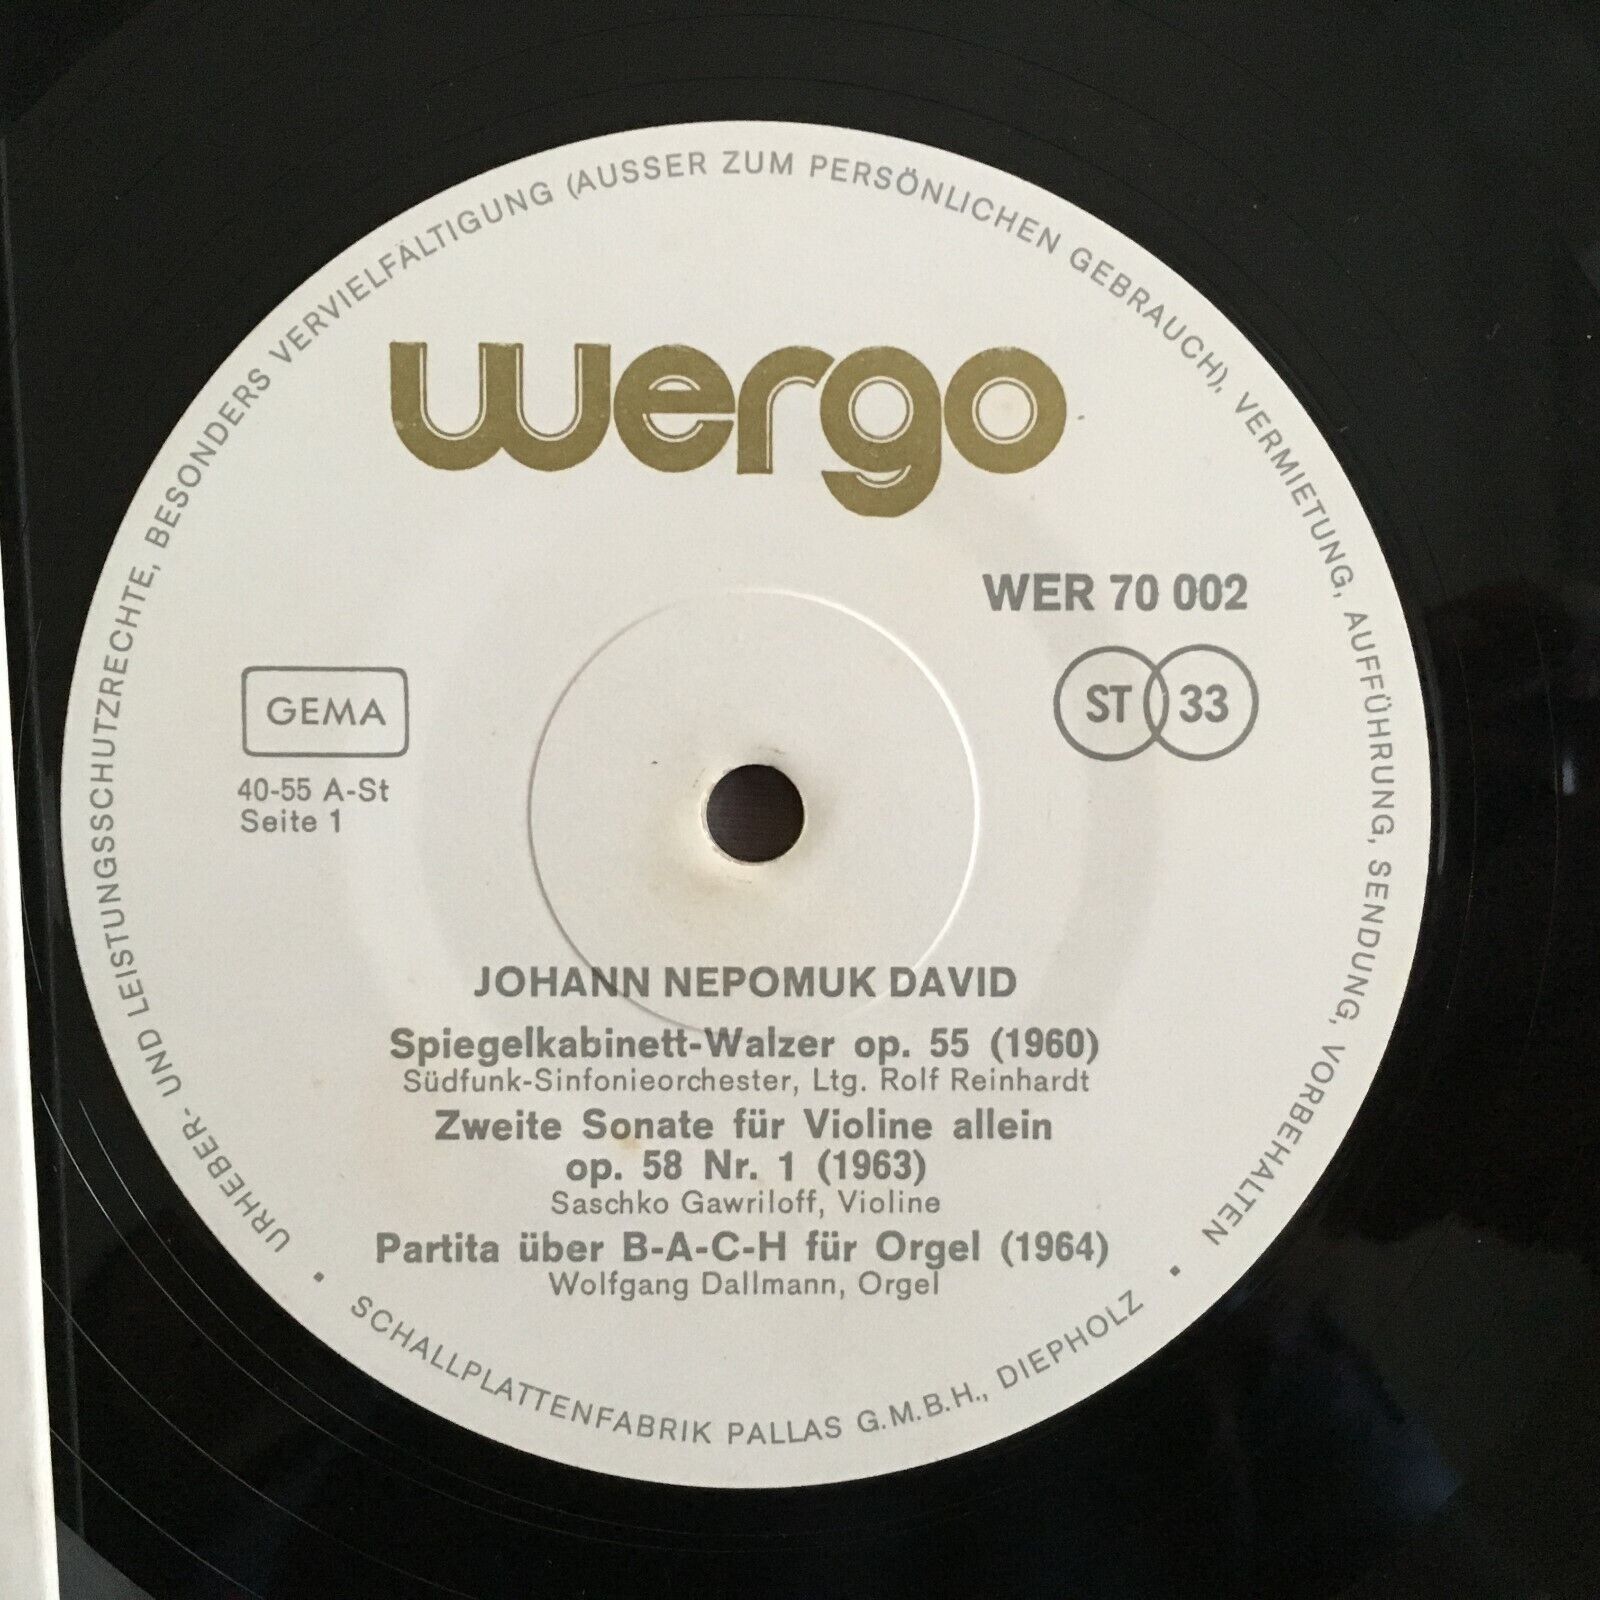 wergo
WER 70 002
GEMA
ST 33
40-55 A-St
Seite 1
JOHANN NEPOMUK DAVID
Spiegelkabinett-Walzer op. 55 (1960)
Südfunk-Sinfonieorchester, Ltg. Rolf Reinhardt
Zweite Sonate für Violine allein
op. 58 Nr. 1 (1963)
Saschko Gawriloff, Violine
Partita über B-A-C-H für Orgel (1964)
Wolfgang Dallmann, Orgel
URHEBER- UND LEISTUNGSSCHUTZRECHTE, BESONDERS VERVIELFÄLTIGUNG (AUSSER ZUM PERSÖNLICHEN GEBRAUCH), VERMIETUNG, AUFFÜHRUNG, SENDUNG, VORBEHALTEN
• SCHALLPLATTENFABRIK PALLAS G.M.B.H., DIEPHOLZ •